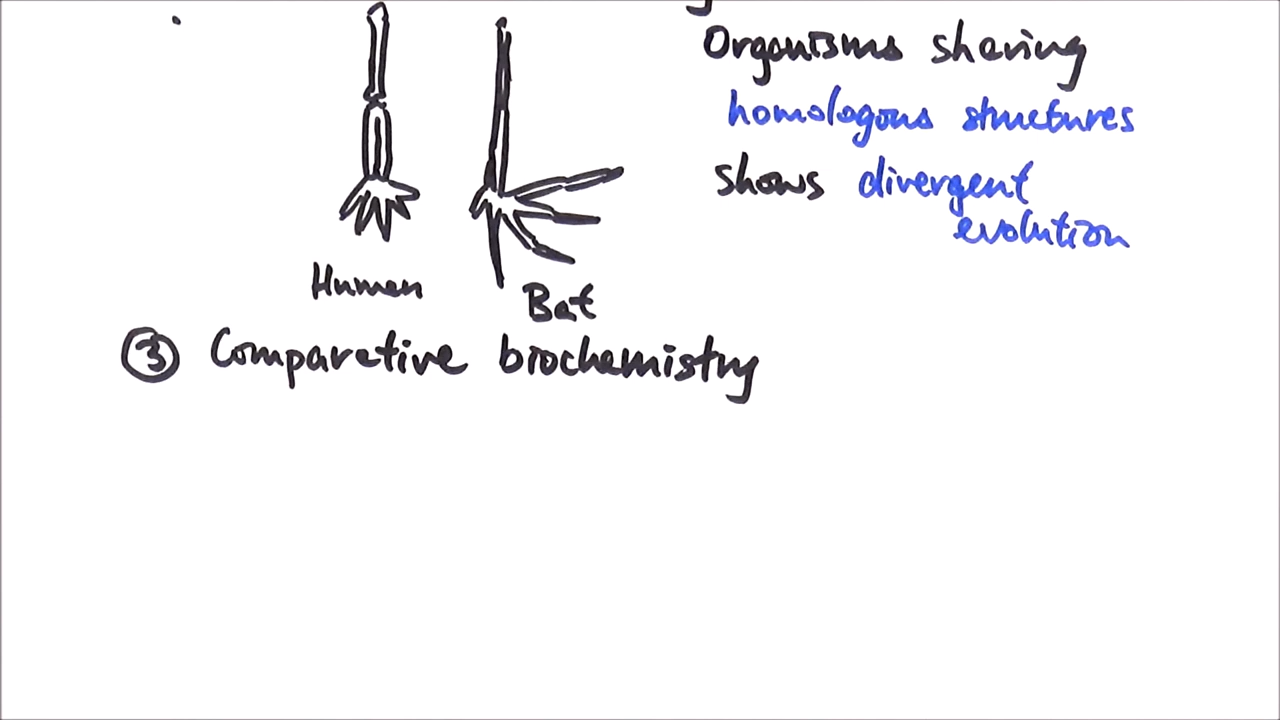 Organisms sharing
homologous structures
shows divergent
evolution
Human
Bat
③ Comparative biochemistry